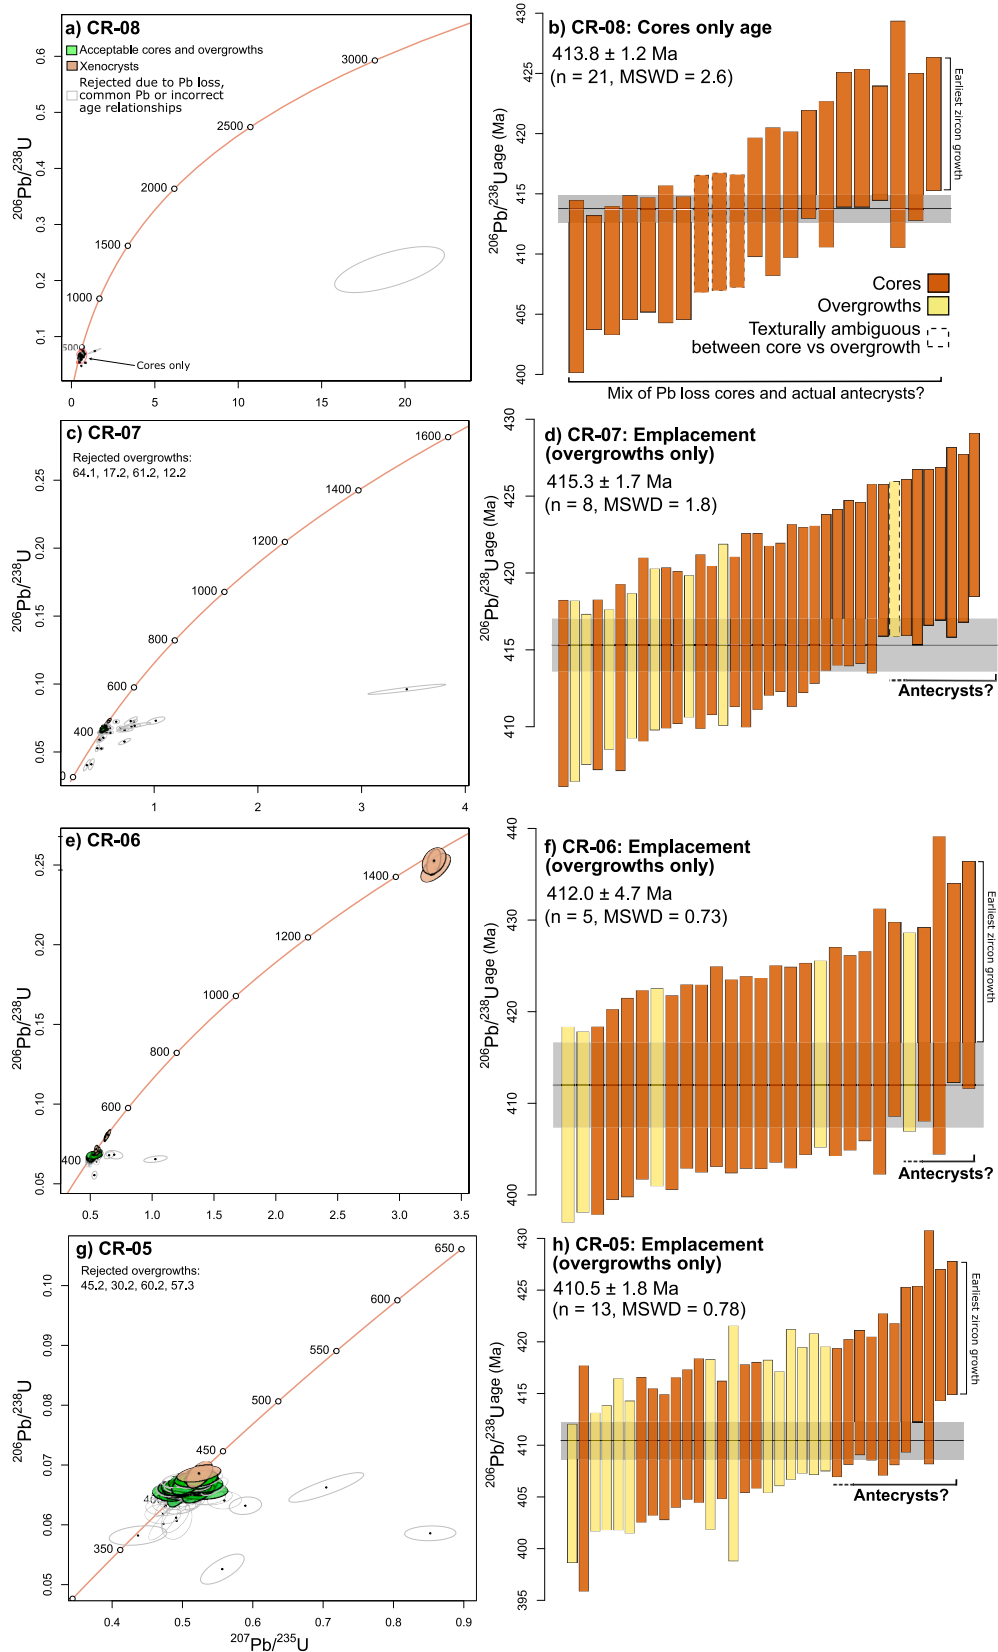 a) CR-08
Acceptable cores and overgrowths
Xenocrysts
Rejected due to Pb loss,
common Pb or incorrect
age relationships
206Pb/238U
0.1
0.2
0.3
0.4
0.5
0.6
500
1000
1500
2000
2500
3000
Cores only
0
5
10
15
20
b) CR-08: Cores only age
413.8 ± 1.2 Ma
(n = 21, MSWD = 2.6)
206Pb/238U age (Ma)
400
405
410
415
420
425
Earliest zircon growth
Cores
Overgrowths
Texturally ambiguous
between core vs overgrowth
Mix of Pb loss cores and actual antecrysts?
c) CR-07
Rejected overgrowths:
64.1, 17.2, 61.2, 12.2
206Pb/238U
0.05
0.10
0.15
0.20
0.25
400
600
800
1000
1200
1400
1600
1
2
3
4
d) CR-07: Emplacement
(overgrowths only)
415.3 ± 1.7 Ma
(n = 8, MSWD = 1.8)
206Pb/238U age (Ma)
410
415
420
425
430
Antecrysts?
e) CR-06
206Pb/238U
0.05
0.10
0.15
0.20
0.25
400
600
800
1000
1200
1400
0.5
1.0
1.5
2.0
2.5
3.0
3.5
f) CR-06: Emplacement
(overgrowths only)
412.0 ± 4.7 Ma
(n = 5, MSWD = 0.73)
206Pb/238U age (Ma)
400
410
420
430
440
Earliest zircon growth
Antecrysts?
g) CR-05
Rejected overgrowths:
45.2, 30.2, 60.2, 57.3
206Pb/238U
0.05
0.06
0.07
0.08
0.09
0.10
350
450
500
550
600
650
0.4
0.5
0.6
0.7
0.8
0.9
207Pb/235U
h) CR-05: Emplacement
(overgrowths only)
410.5 ± 1.8 Ma
(n = 13, MSWD = 0.78)
206Pb/238U age (Ma)
395
400
405
410
415
420
425
430
Earliest zircon growth
Antecrysts?